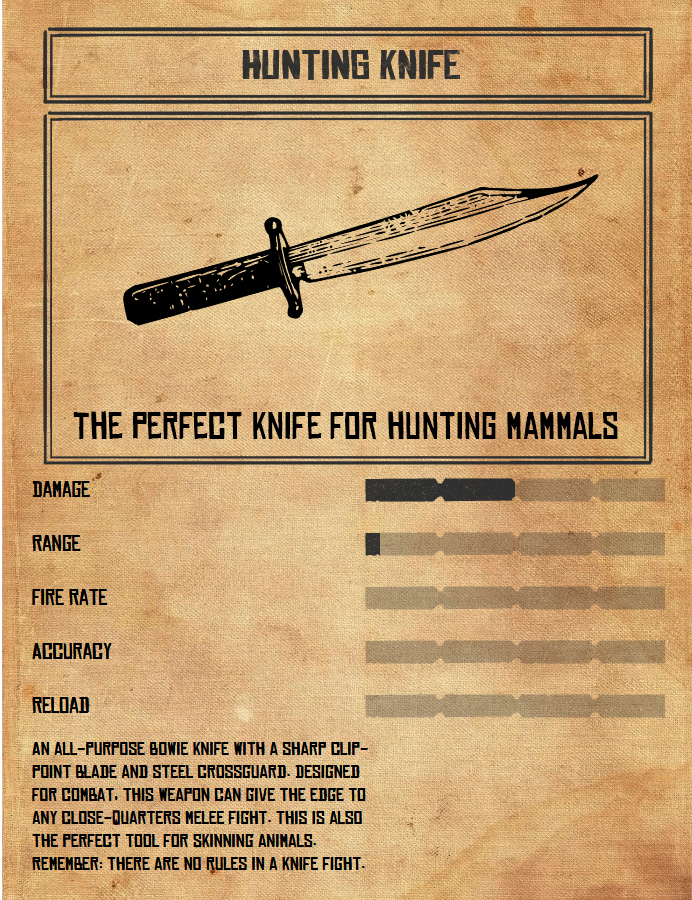 HUNTING KNIFE
THE PERFECT KNIFE FOR HUNTING MAMMALS
DAMAGE
RANGE
FIRE RATE
ACCURACY
RELOAD
AN ALL-PURPOSE BOWIE KNIFE WITH A SHARP CLIP-
POINT BLADE AND STEEL CROSSGUARD. DESIGNED
FOR COMBAT, THIS WEAPON CAN GIVE THE EDGE TO
ANY CLOSE-QUARTERS MELEE FIGHT. THIS IS ALSO
THE PERFECT TOOL FOR SKINNING ANIMALS.
REMEMBER: THERE ARE NO RULES IN A KNIFE FIGHT.